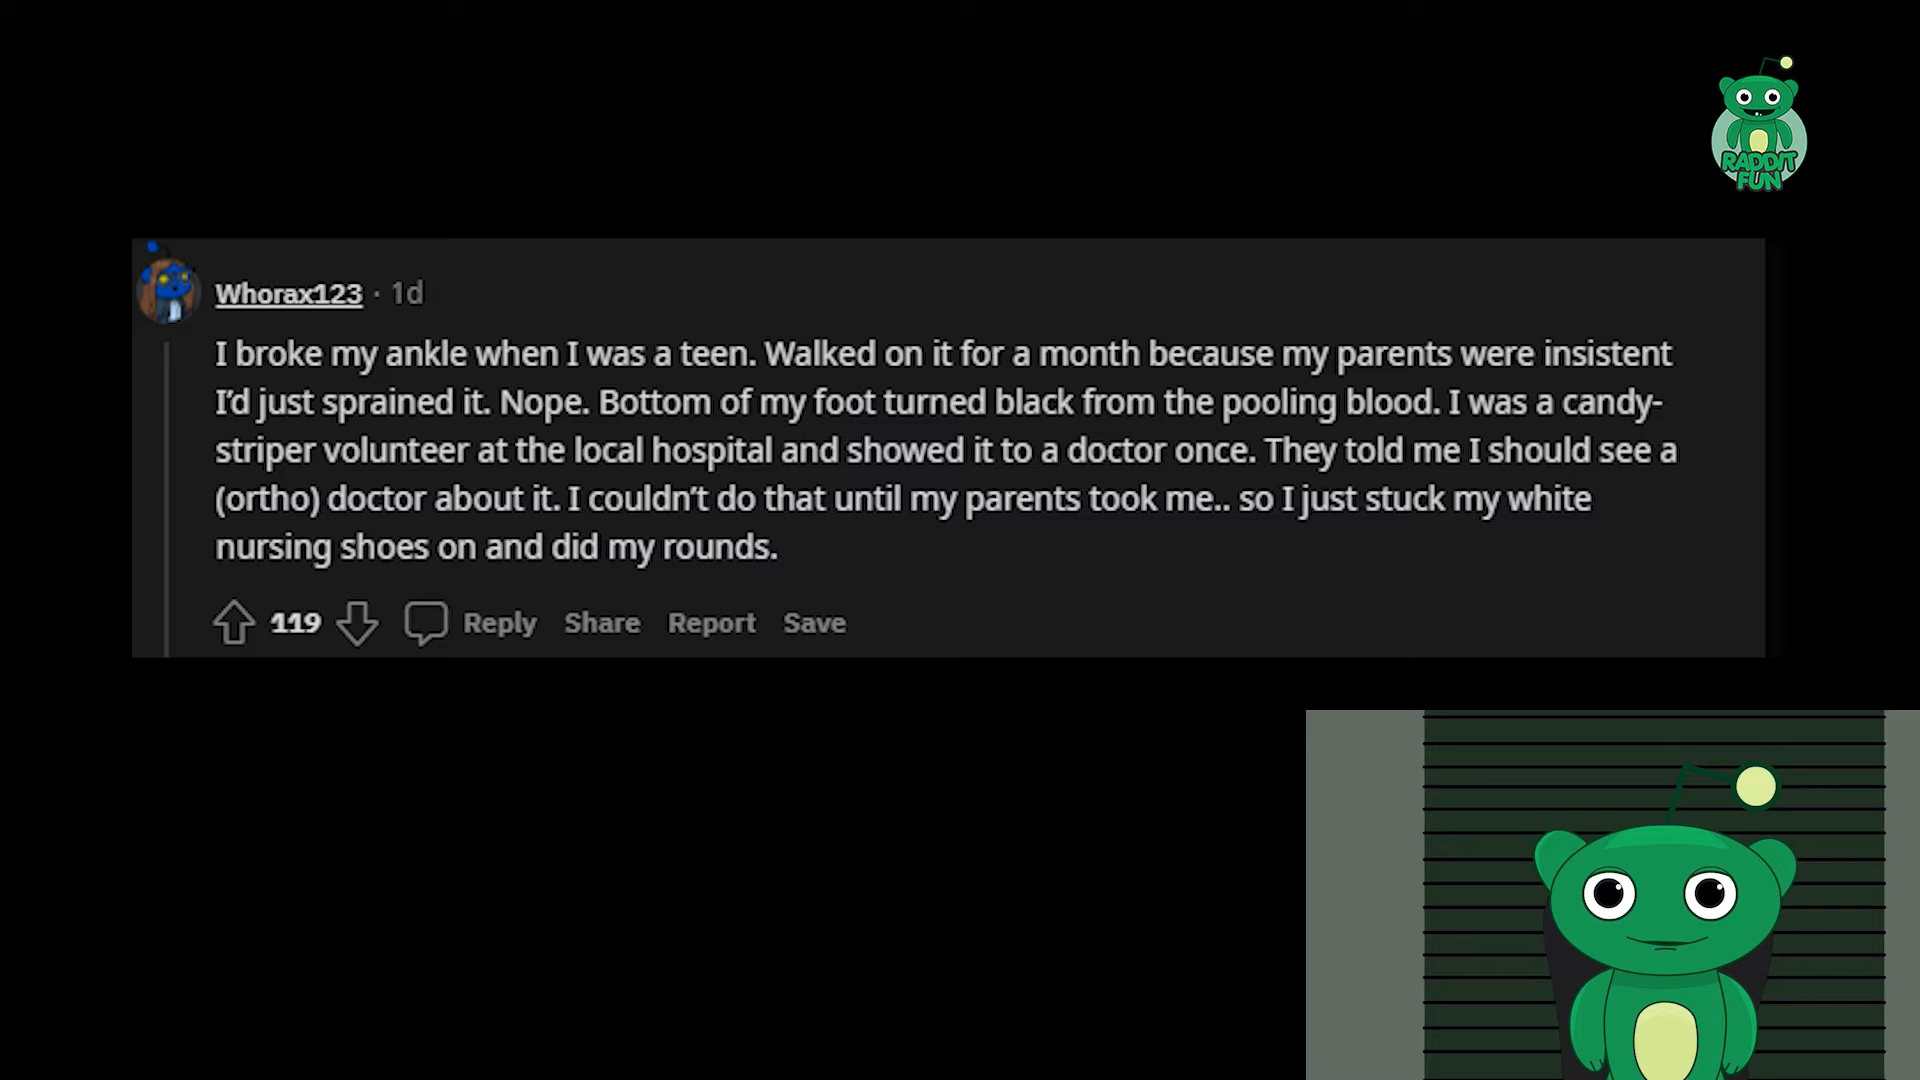 RADDIT
FUN
Whorax123 · 1d
I broke my ankle when I was a teen. Walked on it for a month because my parents were insistent
I'd just sprained it. Nope. Bottom of my foot turned black from the pooling blood. I was a candy-
striper volunteer at the local hospital and showed it to a doctor once. They told me I should see a
(ortho) doctor about it. I couldn't do that until my parents took me.. so I just stuck my white
nursing shoes on and did my rounds.
119 Reply Share Report Save